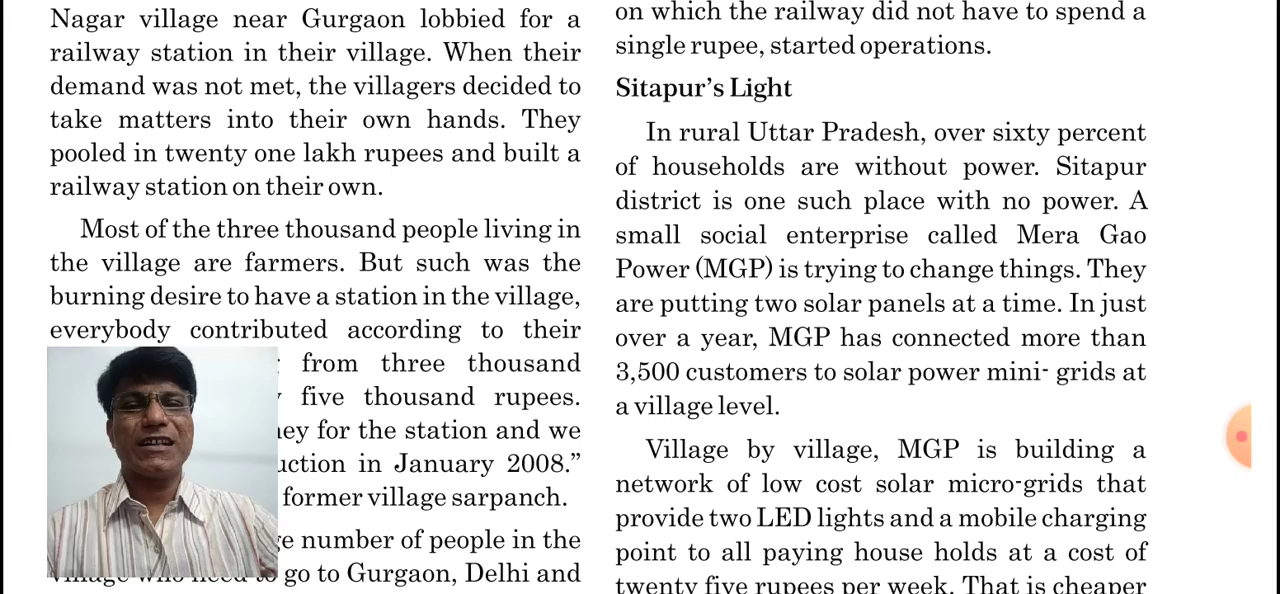 Nagar village near Gurgaon lobbied for a
railway station in their village. When their
demand was not met, the villagers decided to
take matters into their own hands. They
pooled in twenty one lakh rupees and built a
railway station on their own.
Most of the three thousand people living in
the village are farmers. But such was the
burning desire to have a station in the village,
everybody contributed according to their
from three thousand
five thousand rupees.
for the station and we
in January 2008.”
former village sarpanch.
number of people in the
go to Gurgaon, Delhi and
on which the railway did not have to spend a
single rupee, started operations.
Sitapur’s Light
In rural Uttar Pradesh, over sixty percent
of households are without power. Sitapur
district is one such place with no power. A
small social enterprise called Mera Gao
Power (MGP) is trying to change things. They
are putting two solar panels at a time. In just
over a year, MGP has connected more than
3,500 customers to solar power mini- grids at
a village level.
Village by village, MGP is building a
network of low cost solar micro-grids that
provide two LED lights and a mobile charging
point to all paying house holds at a cost of
twenty five rupees per week. That is cheaper